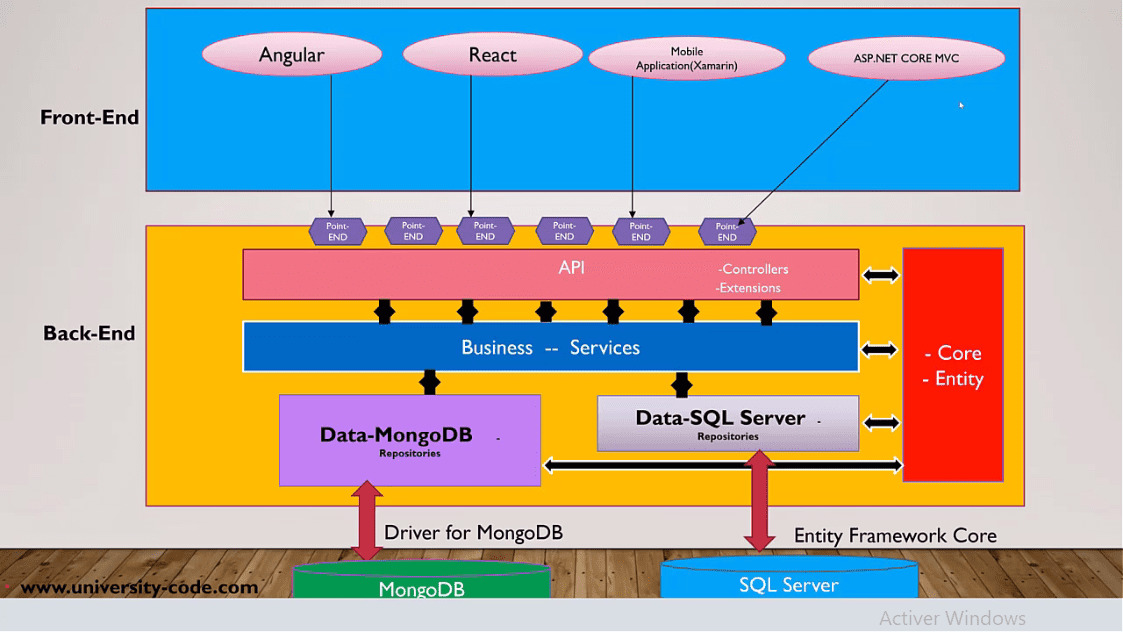 Angular
React
Mobile
Application(Xamarin)
ASP.NET CORE MVC
Front-End
Point-
END
Point-
END
Point-
END
Point-
END
Point-
END
Point-
END
API
-Controllers
-Extensions
Back-End
Business -- Services
- Core
- Entity
Data-MongoDB -
Repositories
Data-SQL Server -
Repositories
Driver for MongoDB
Entity Framework Core
www.university-code.com
MongoDB
SQL Server
Activer Windows